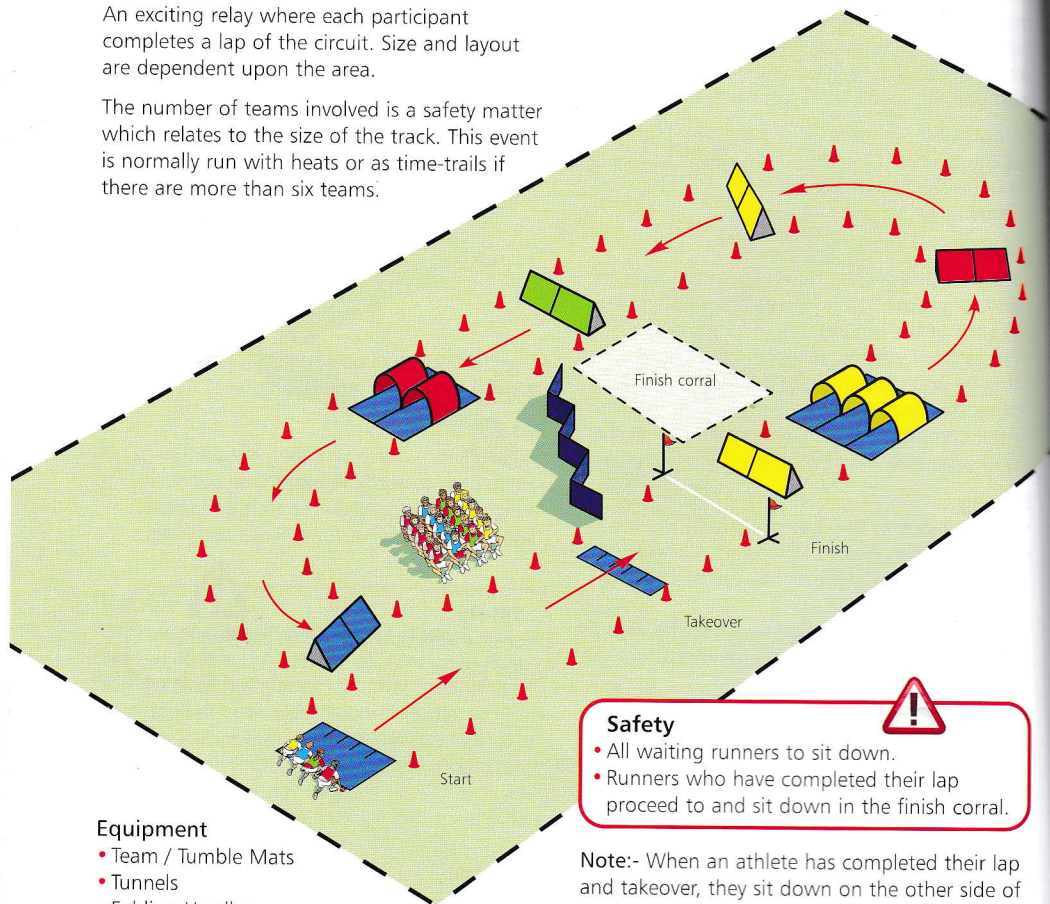 An exciting relay where each participant
completes a lap of the circuit. Size and layout
are dependent upon the area.
The number of teams involved is a safety matter
which relates to the size of the track. This event
is normally run with heats or as time-trails if
there are more than six teams.
Finish corral
Finish
Takeover
Start
Safety
• All waiting runners to sit down.
• Runners who have completed their lap
proceed to and sit down in the finish corral.
Equipment
• Team / Tumble Mats
• Tunnels
Note:- When an athlete has completed their lap
and takeover, they sit down on the other side of